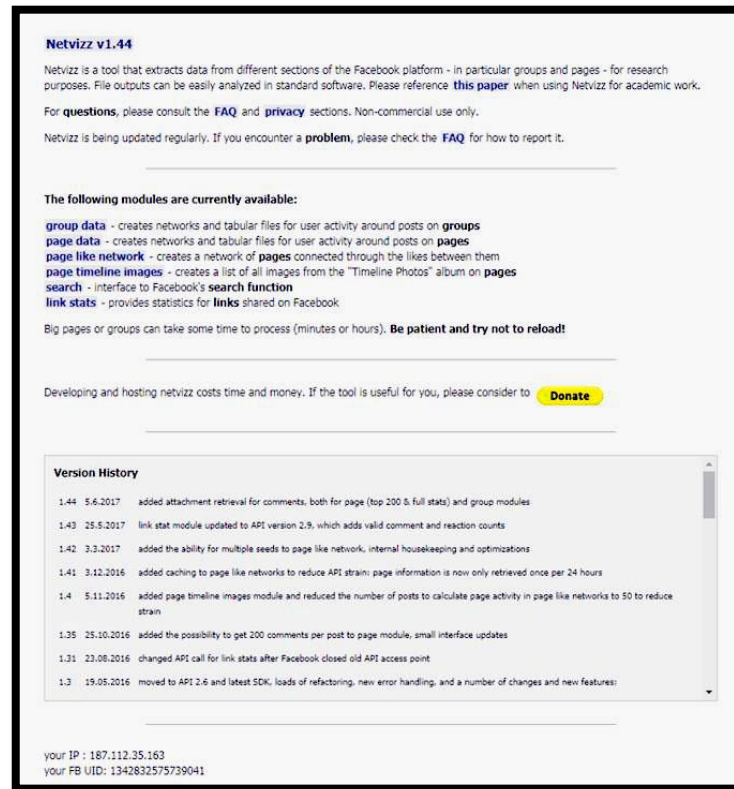 Netvizz v1.44
Netvizz is a tool that extracts data from different sections of the Facebook platform - in particular groups and pages - for research
purposes. File outputs can be easily analyzed in standard software. Please reference this paper when using Netvizz for academic work.
For questions, please consult the FAQ and privacy sections. Non-commercial use only.
Netvizz is being updated regularly. If you encounter a problem, please check the FAQ for how to report it.
The following modules are currently available:
group data - creates networks and tabular files for user activity around posts on groups
page data - creates networks and tabular files for user activity around posts on pages
page like network - creates a network of pages connected through the likes between them
page timeline images - creates a list of all images from the "Timeline Photos" album on pages
search - interface to Facebook's search function
link stats - provides statistics for links shared on Facebook
Big pages or groups can take some time to process (minutes or hours). Be patient and try not to reload!
Developing and hosting netvizz costs time and money. If the tool is useful for you, please consider to Donate
Version History
1.44 5.6.2017 added attachment retrieval for comments, both for page (top 200 & full stats) and group modules
1.43 25.5.2017 link stat module updated to API version 2.9, which adds valid comment and reaction counts
1.42 3.3.2017 added the ability for multiple seeds to page like network, internal housekeeping and optimizations
1.41 3.12.2016 added caching to page like networks to reduce API strain: page information is now only retrieved once per 24 hours
1.4 5.11.2016 added page timeline images module and reduced the number of posts to calculate page activity in page like networks to 50 to reduce
strain
1.35 25.10.2016 added the possibility to get 200 comments per post to page module, small interface updates
1.31 23.08.2016 changed API call for link stats after Facebook closed old API access point
1.3 19.05.2016 moved to API 2.6 and latest SDK, loads of refactoring, new error handling, and a number of changes and new features:
your IP : 187.112.35.163
your FB UID: 1342832575739041